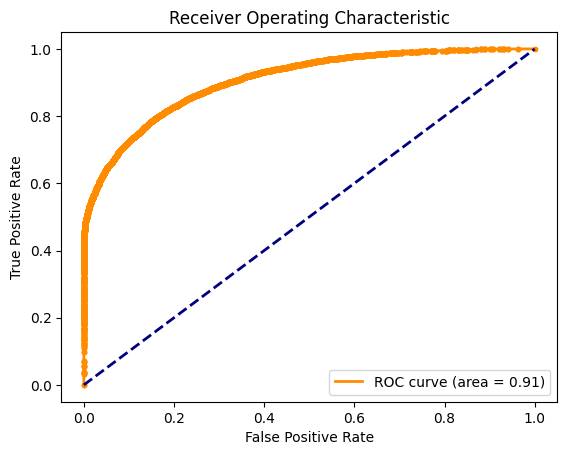 Receiver Operating Characteristic
1.0
0.8
0.6
0.4
0.2
0.0
True Positive Rate
0.0 0.2 0.4 0.6 0.8 1.0
False Positive Rate
ROC curve (area = 0.91)